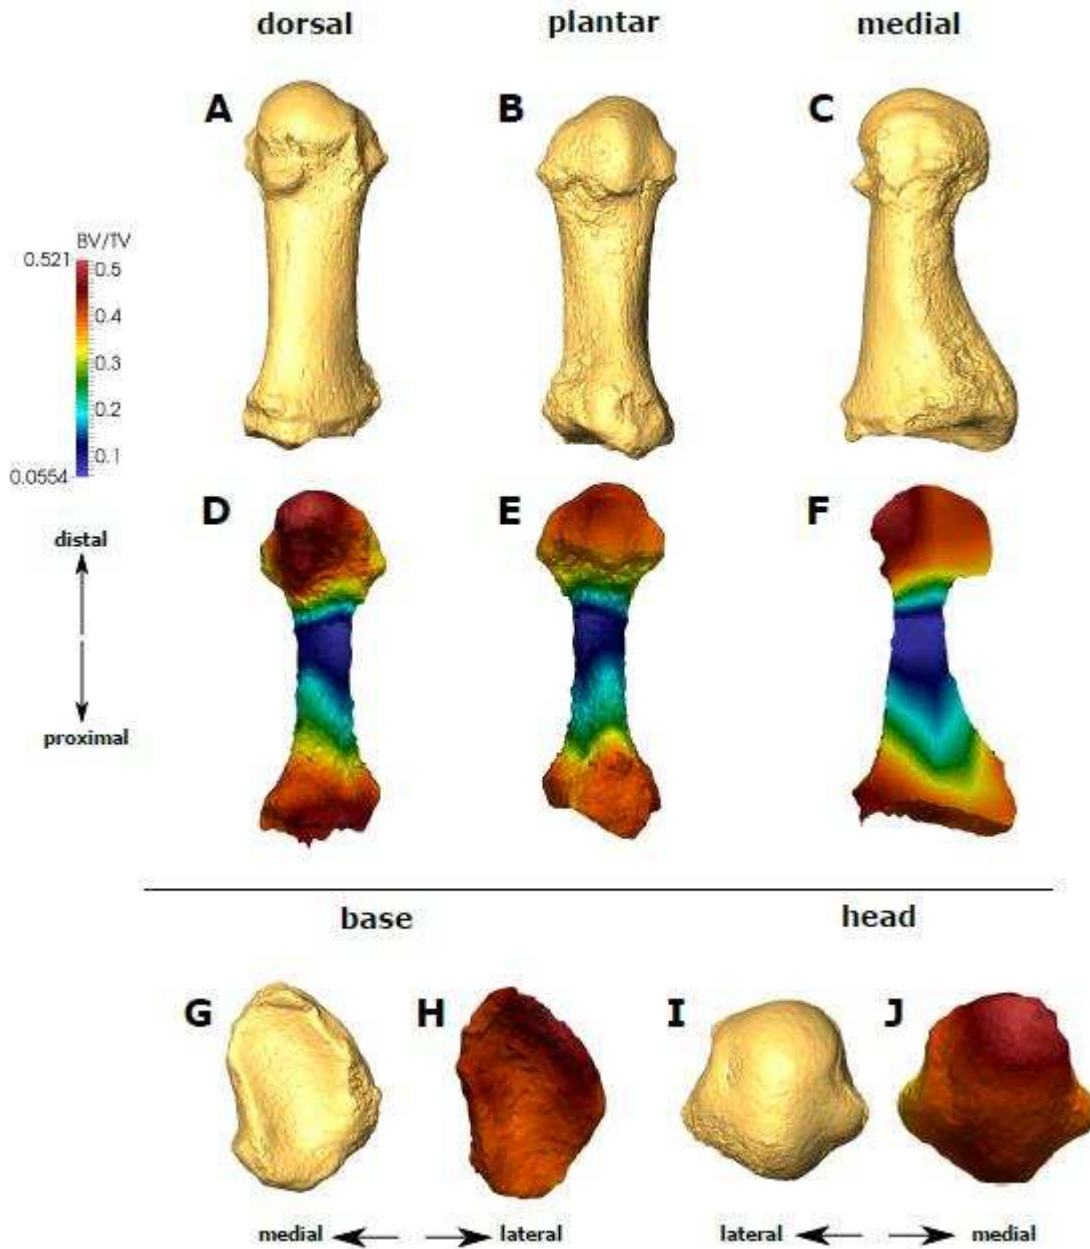 dorsal plantar medial
A B C
BV/TV
0.521
0.5
0.4
0.3
0.2
0.1
0.0554
D E F
distal
proximal
base head
G H I J
medial lateral lateral medial